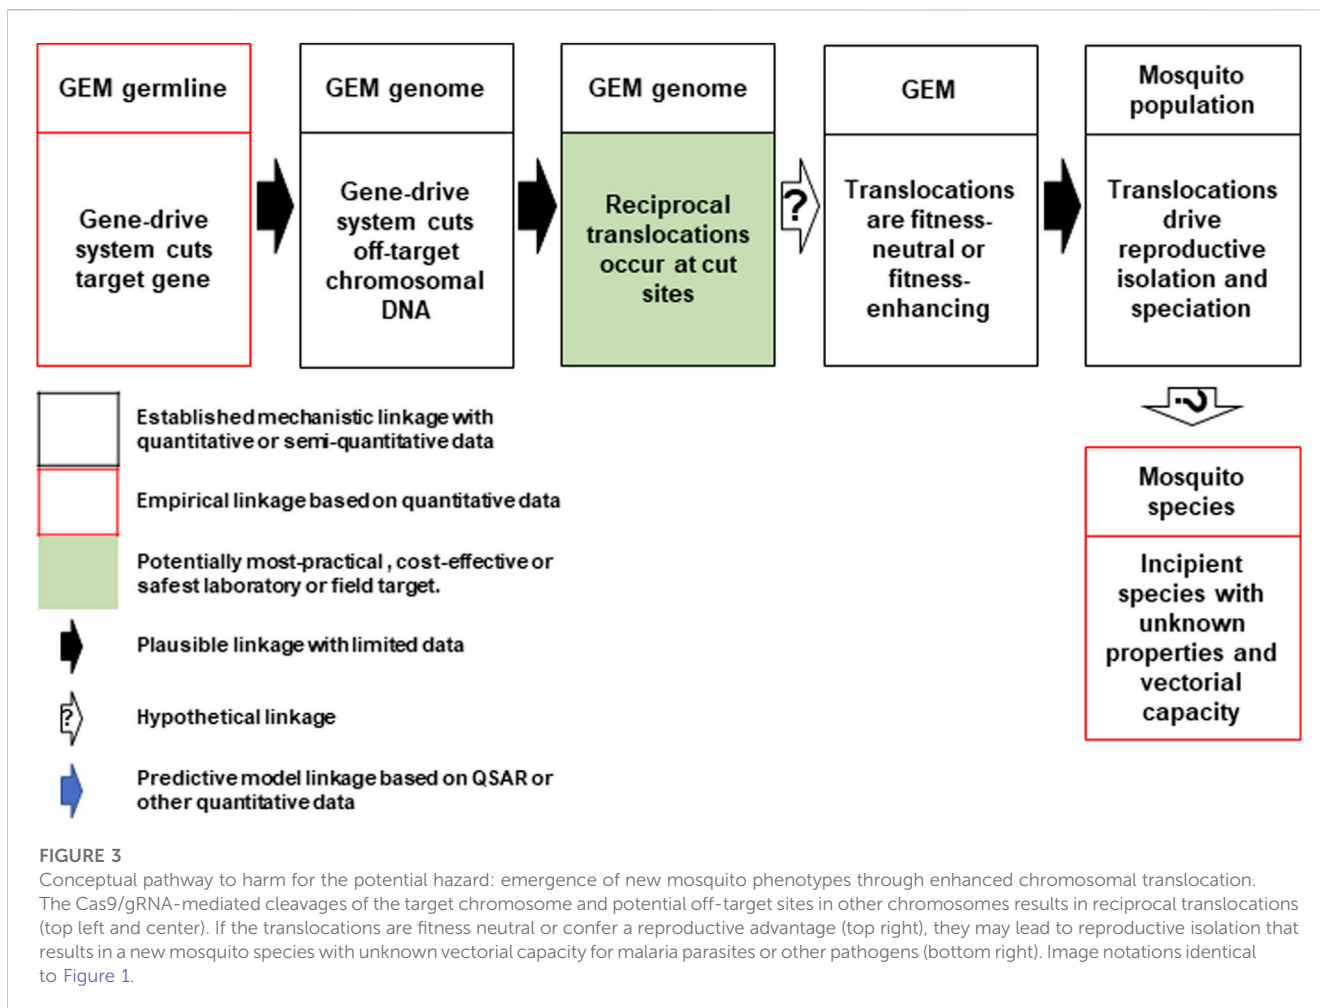 GEM germline
Gene-drive
system cuts
target gene
GEM genome
Gene-drive
system cuts
off-target
chromosomal
DNA
GEM genome
Reciprocal
translocations
occur at cut
sites
?
GEM
Translocations
are fitness-
neutral or
fitness-
enhancing
Mosquito
population
Translocations
drive
reproductive
isolation and
speciation
?
Mosquito
species
Incipient
species with
unknown
properties and
vectorial
capacity
Established mechanistic linkage with
quantitative or semi-quantitative data
Empirical linkage based on quantitative data
Potentially most-practical , cost-effective or
safest laboratory or field target.
Plausible linkage with limited data
?
Hypothetical linkage
Predictive model linkage based on QSAR or
other quantitative data
FIGURE 3
Conceptual pathway to harm for the potential hazard: emergence of new mosquito phenotypes through enhanced chromosomal translocation.
The Cas9/gRNA-mediated cleavages of the target chromosome and potential off-target sites in other chromosomes results in reciprocal translocations
(top left and center). If the translocations are fitness neutral or confer a reproductive advantage (top right), they may lead to reproductive isolation that
results in a new mosquito species with unknown vectorial capacity for malaria parasites or other pathogens (bottom right). Image notations identical
to Figure 1.